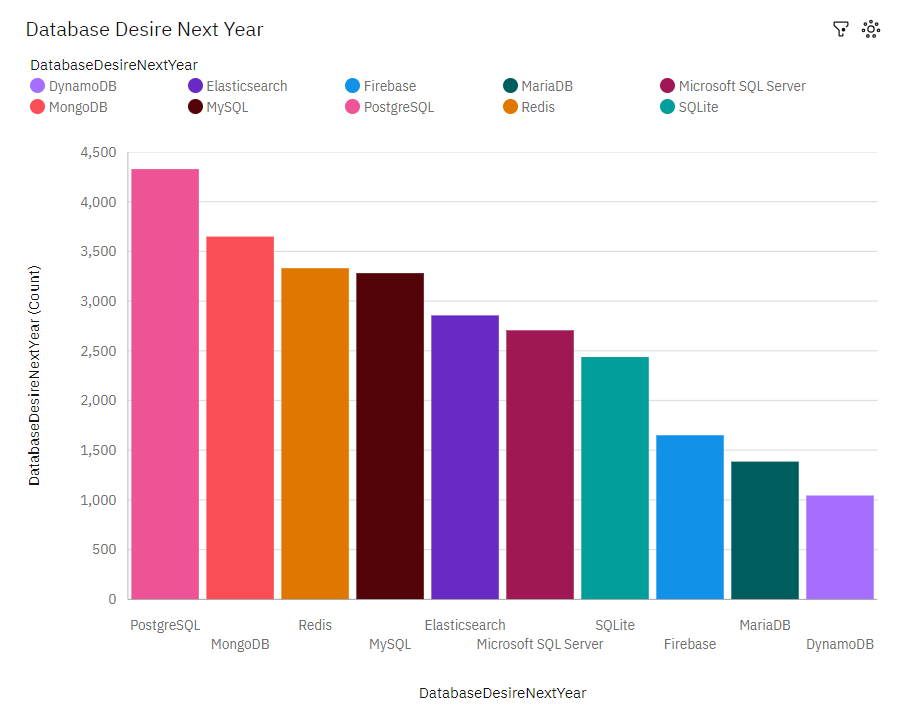 Database Desire Next Year
DatabaseDesireNextYear
DynamoDB Elasticsearch Firebase MariaDB Microsoft SQL Server
MongoDB MySQL PostgreSQL Redis SQLite
4,500
4,000
3,500
3,000
2,500
2,000
1,500
1,000
500
0
DatabaseDesireNextYear (Count)
PostgreSQL Redis Elasticsearch SQLite MariaDB
MongoDB MySQL Microsoft SQL Server Firebase DynamoDB
DatabaseDesireNextYear